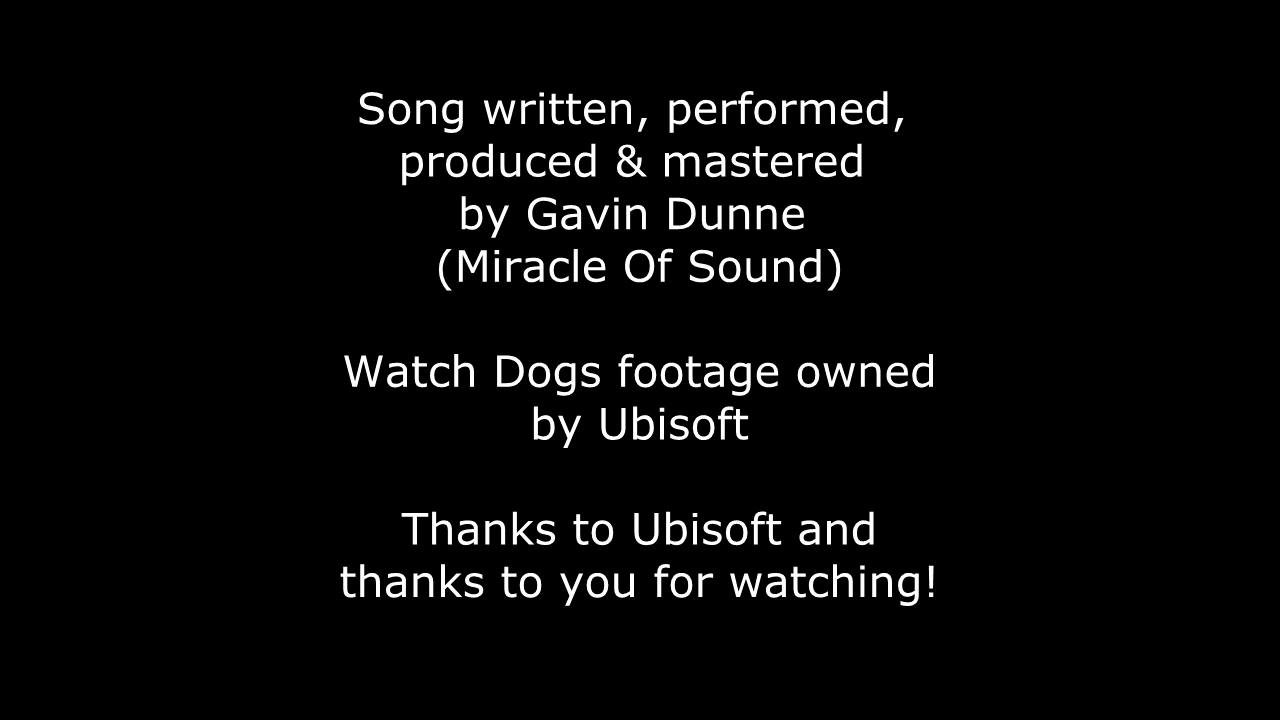 Song written, performed,
produced & mastered
by Gavin Dunne
(Miracle Of Sound)
Watch Dogs footage owned
by Ubisoft
Thanks to Ubisoft and
thanks to you for watching!